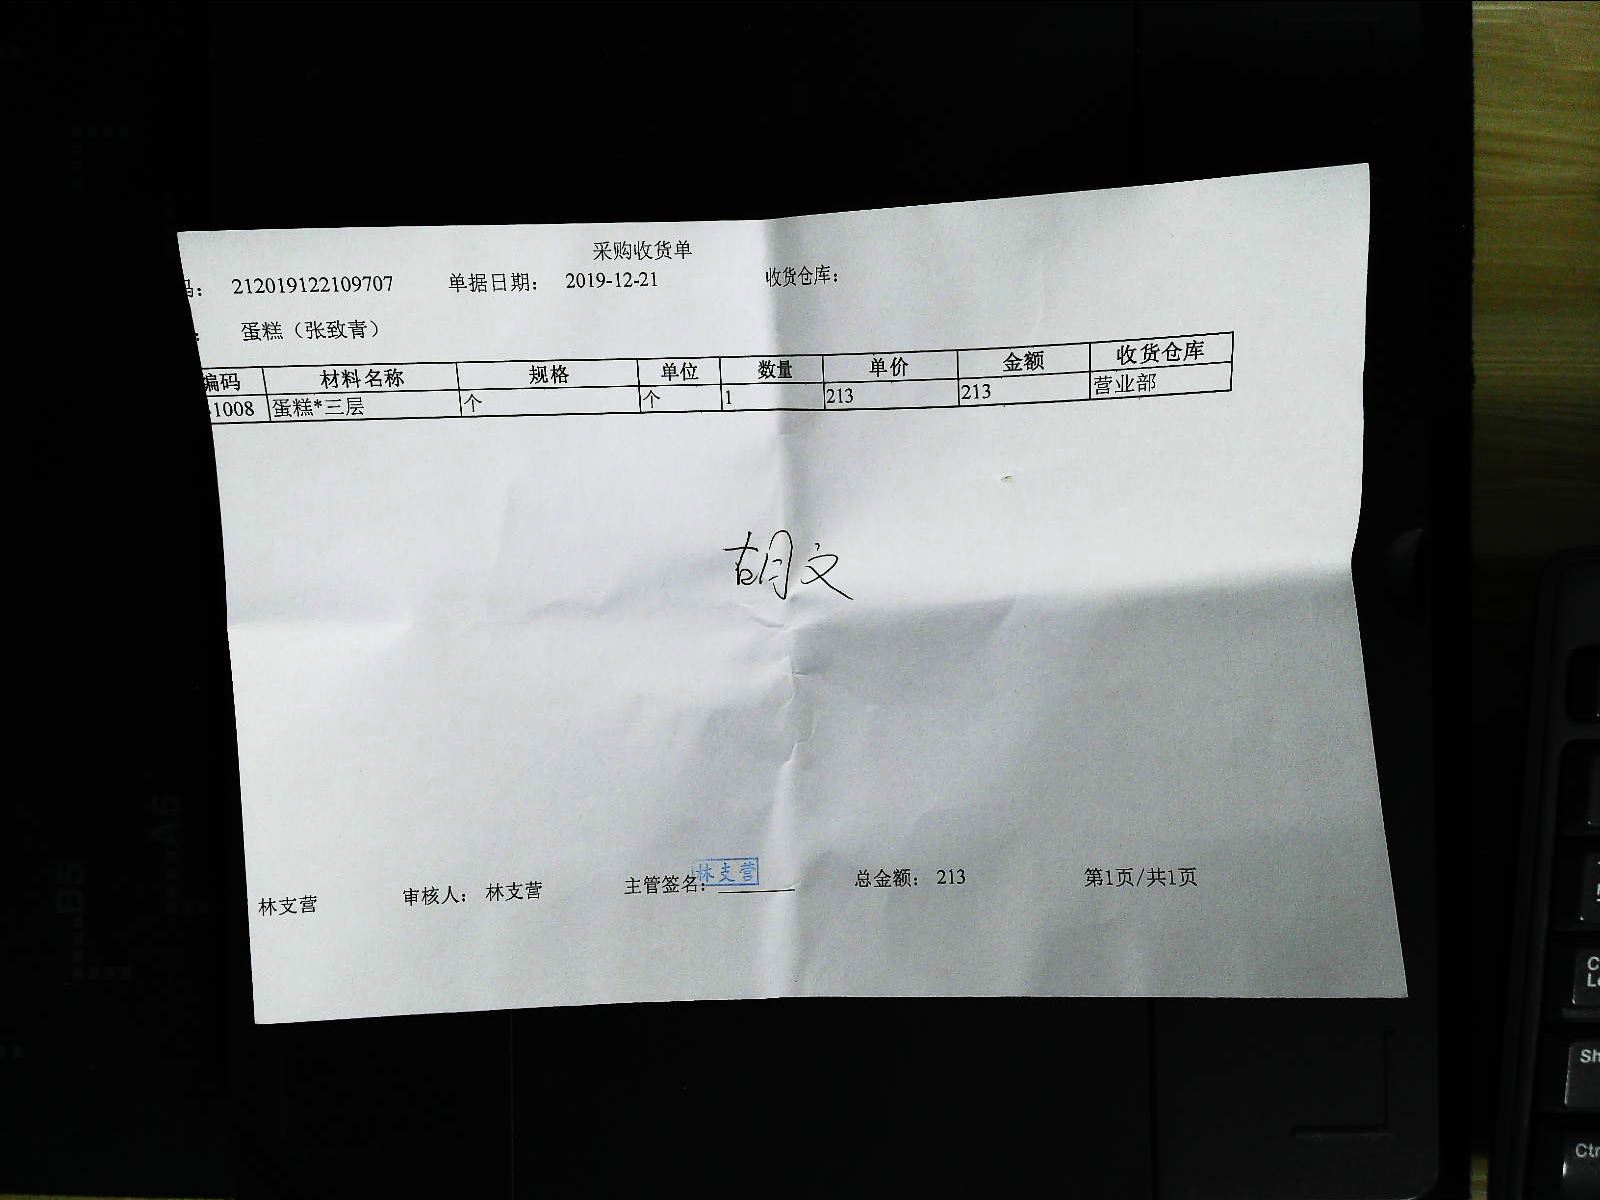 采购收货单
码： 212019122109707 单据日期： 2019-12-21 收货仓库：
： 蛋糕（张致青）
编码 材料名称 规格 单位 数量 单价 金额 收货仓库
1008 蛋糕*三层 个 个 1 213 213 营业部
胡文
林支营 审核人： 林支营 主管签名： 林支营 总金额： 213 第1页/共1页
B5
A5
Sh
Ctr